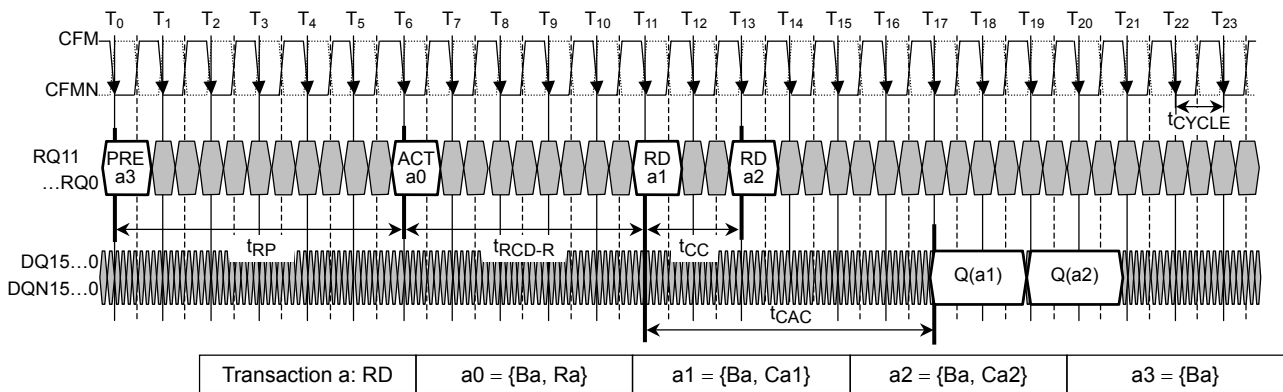 T0 T1 T2 T3 T4 T5 T6 T7 T8 T9 T10 T11 T12 T13 T14 T15 T16 T17 T18 T19 T20 T21 T22 T23
CFM
CFMN
tCYCLE
RQ11
...RQ0
PRE
a3
ACT
a0
RD
a1
RD
a2
tRP
tRCD-R
tCC
DQ15...0
DQN15...0
Q(a1)
Q(a2)
tCAC
Transaction a: RD
a0 = {Ba, Ra}
a1 = {Ba, Ca1}
a2 = {Ba, Ca2}
a3 = {Ba}